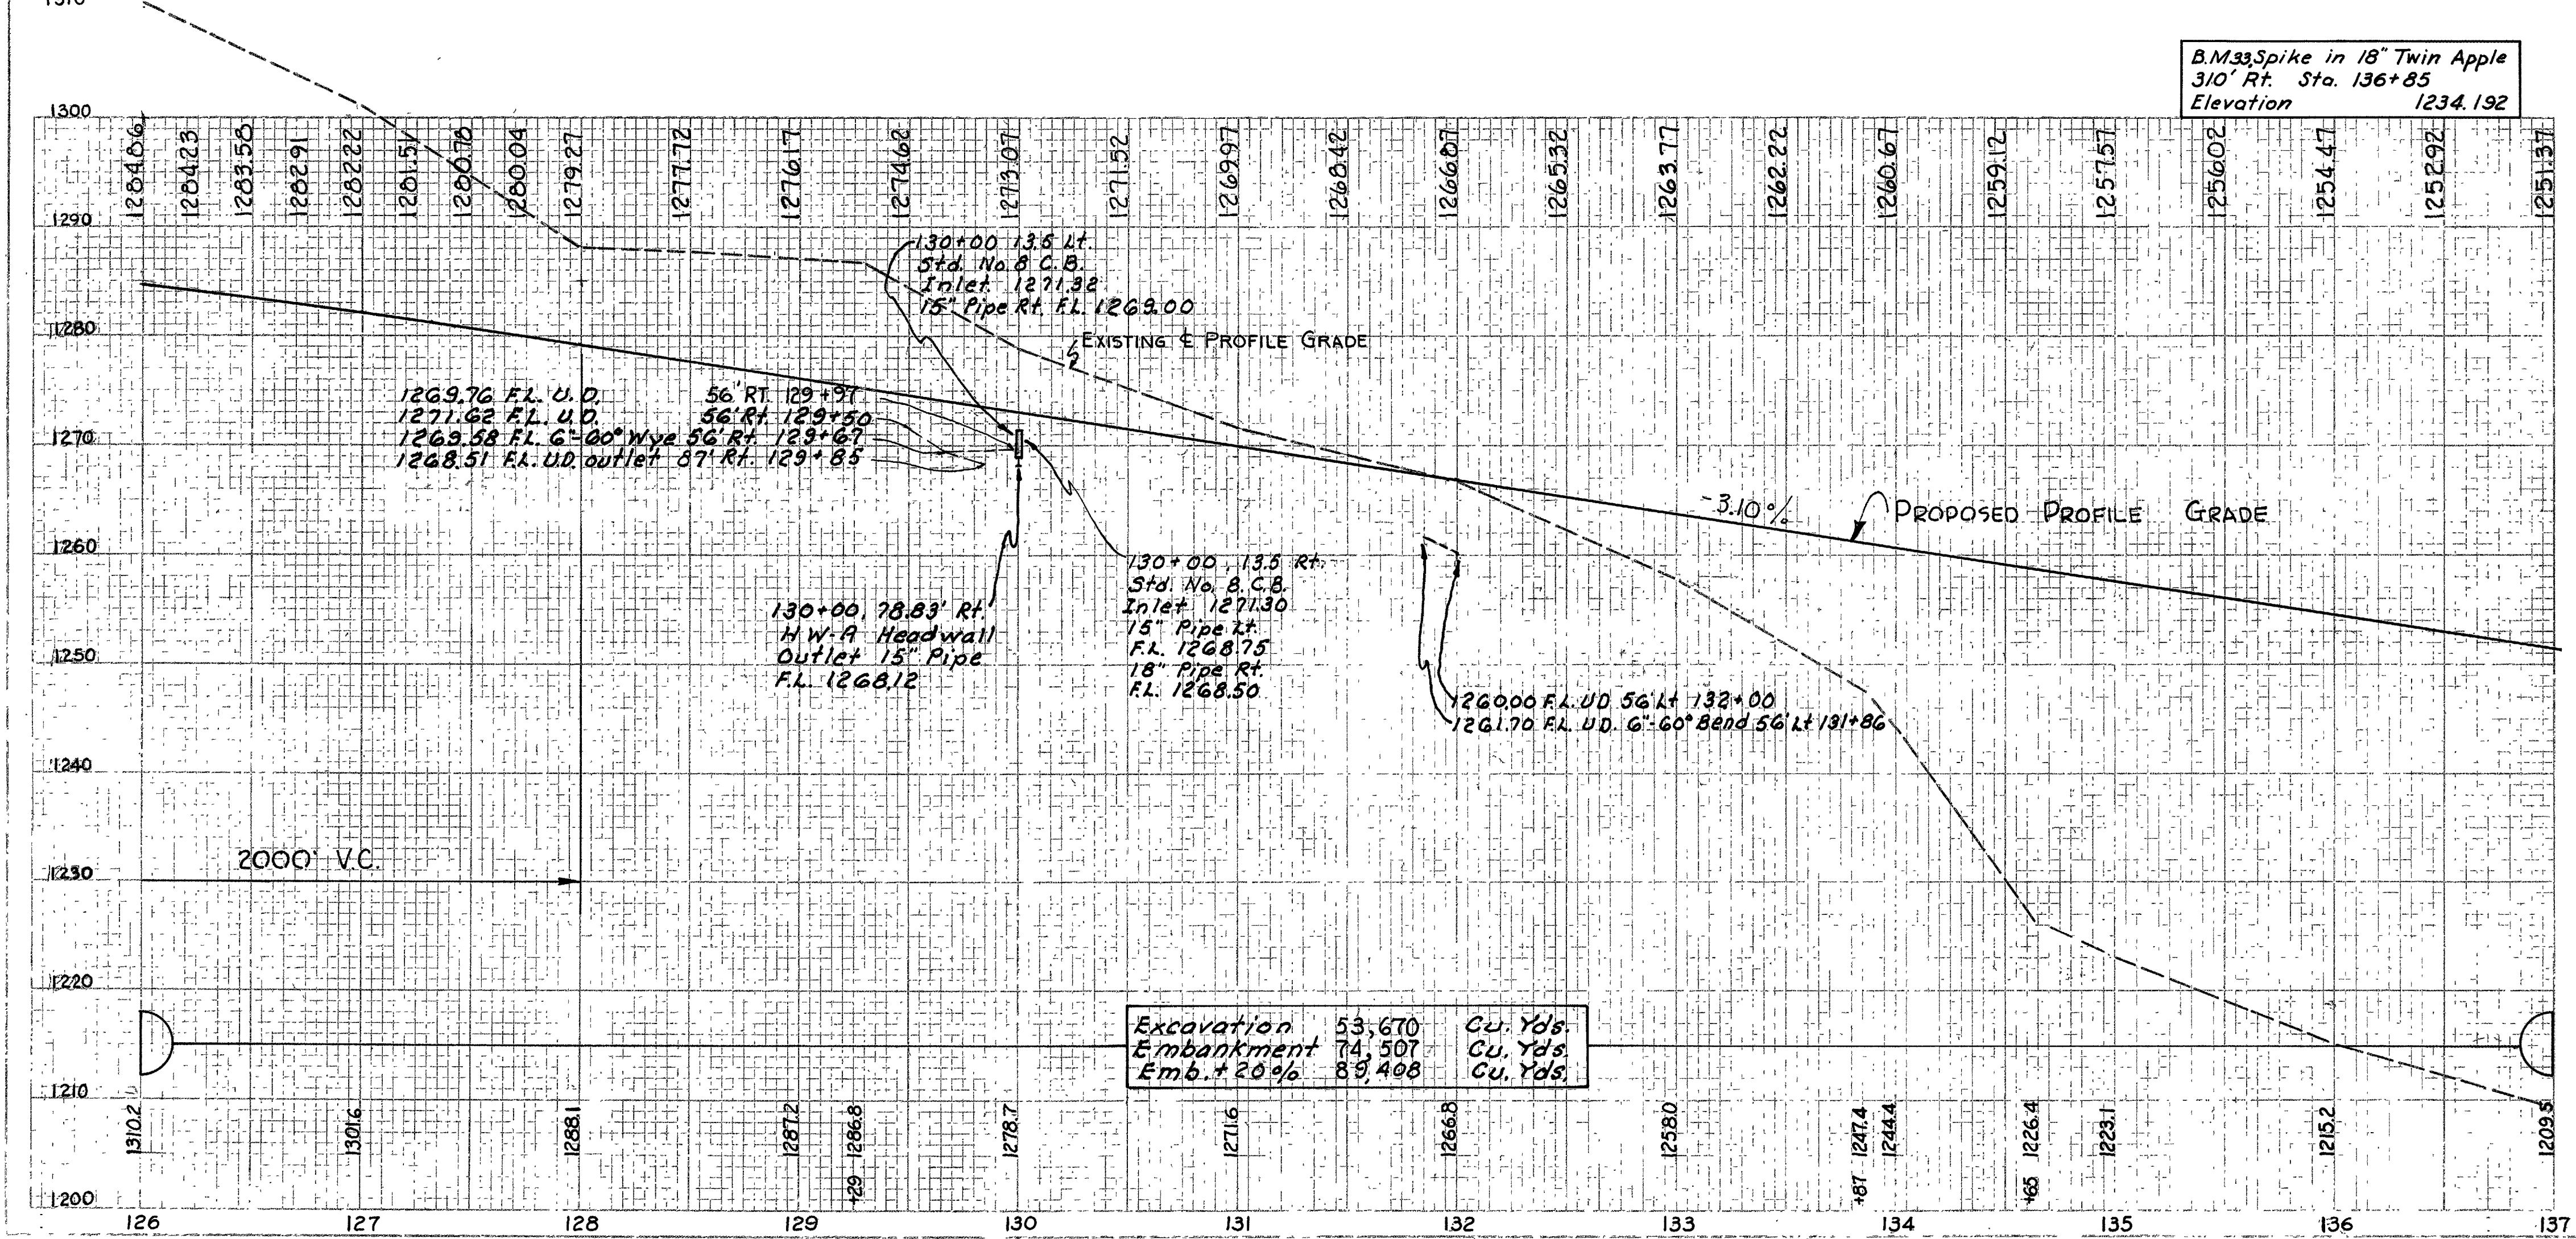 1310
B.M.33, Spike in 18" Twin Apple
310' Rt. Sta. 136+85
Elevation 1234.192
1300
1284.86
1284.23
1283.58
1282.91
1282.22
1281.51
1280.78
1280.04
1279.27
1277.72
1276.17
1274.62
1273.07
1271.52
1269.97
1268.42
1266.87
1265.32
1263.77
1262.22
1260.67
1259.12
1257.57
1256.02
1254.47
1252.92
1251.37
1290
130+00 13.5 Lt.
Std. No. 8 C.B.
Inlet 1271.32
15" Pipe Rt. F.L. 1269.00
1280
EXISTING ℄ PROFILE GRADE
1269.76 F.L. U.D. 56' RT. 129+97
1271.62 F.L. U.D. 56' Rt. 129+50
1269.58 F.L. 6"-60° Wye 56' Rt. 129+67
1268.51 F.L. U.D. outlet 87' Rt. 129+85
1270
-3.10%
PROPOSED PROFILE GRADE
1260
130+00, 13.5 Rt.
Std. No. 8 C.B.
Inlet 1271.30
15" Pipe Lt.
F.L. 1268.75
18" Pipe Rt.
F.L. 1268.50
130+00, 78.83' Rt.
H W-A Headwall
Outlet 15" Pipe
F.L. 1268.12
1250
1260.00 F.L. U.D. 56' Lt 132+00
1261.70 F.L. U.D. 6"-60° Bend 56' Lt 131+86
1240
2000' V.C.
1230
1220
Excavation 53,670 Cu. Yds.
Embankment 74,507 Cu. Yds.
Emb. + 20% 89,408 Cu. Yds.
1210
1310.2
1301.6
1288.1
1287.2
+29 1286.8
1278.7
1271.6
1266.8
1258.0
+87 1247.4
1244.4
+65 1226.4
1223.1
1215.2
1209.5
1200
126 127 128 129 130 131 132 133 134 135 136 137